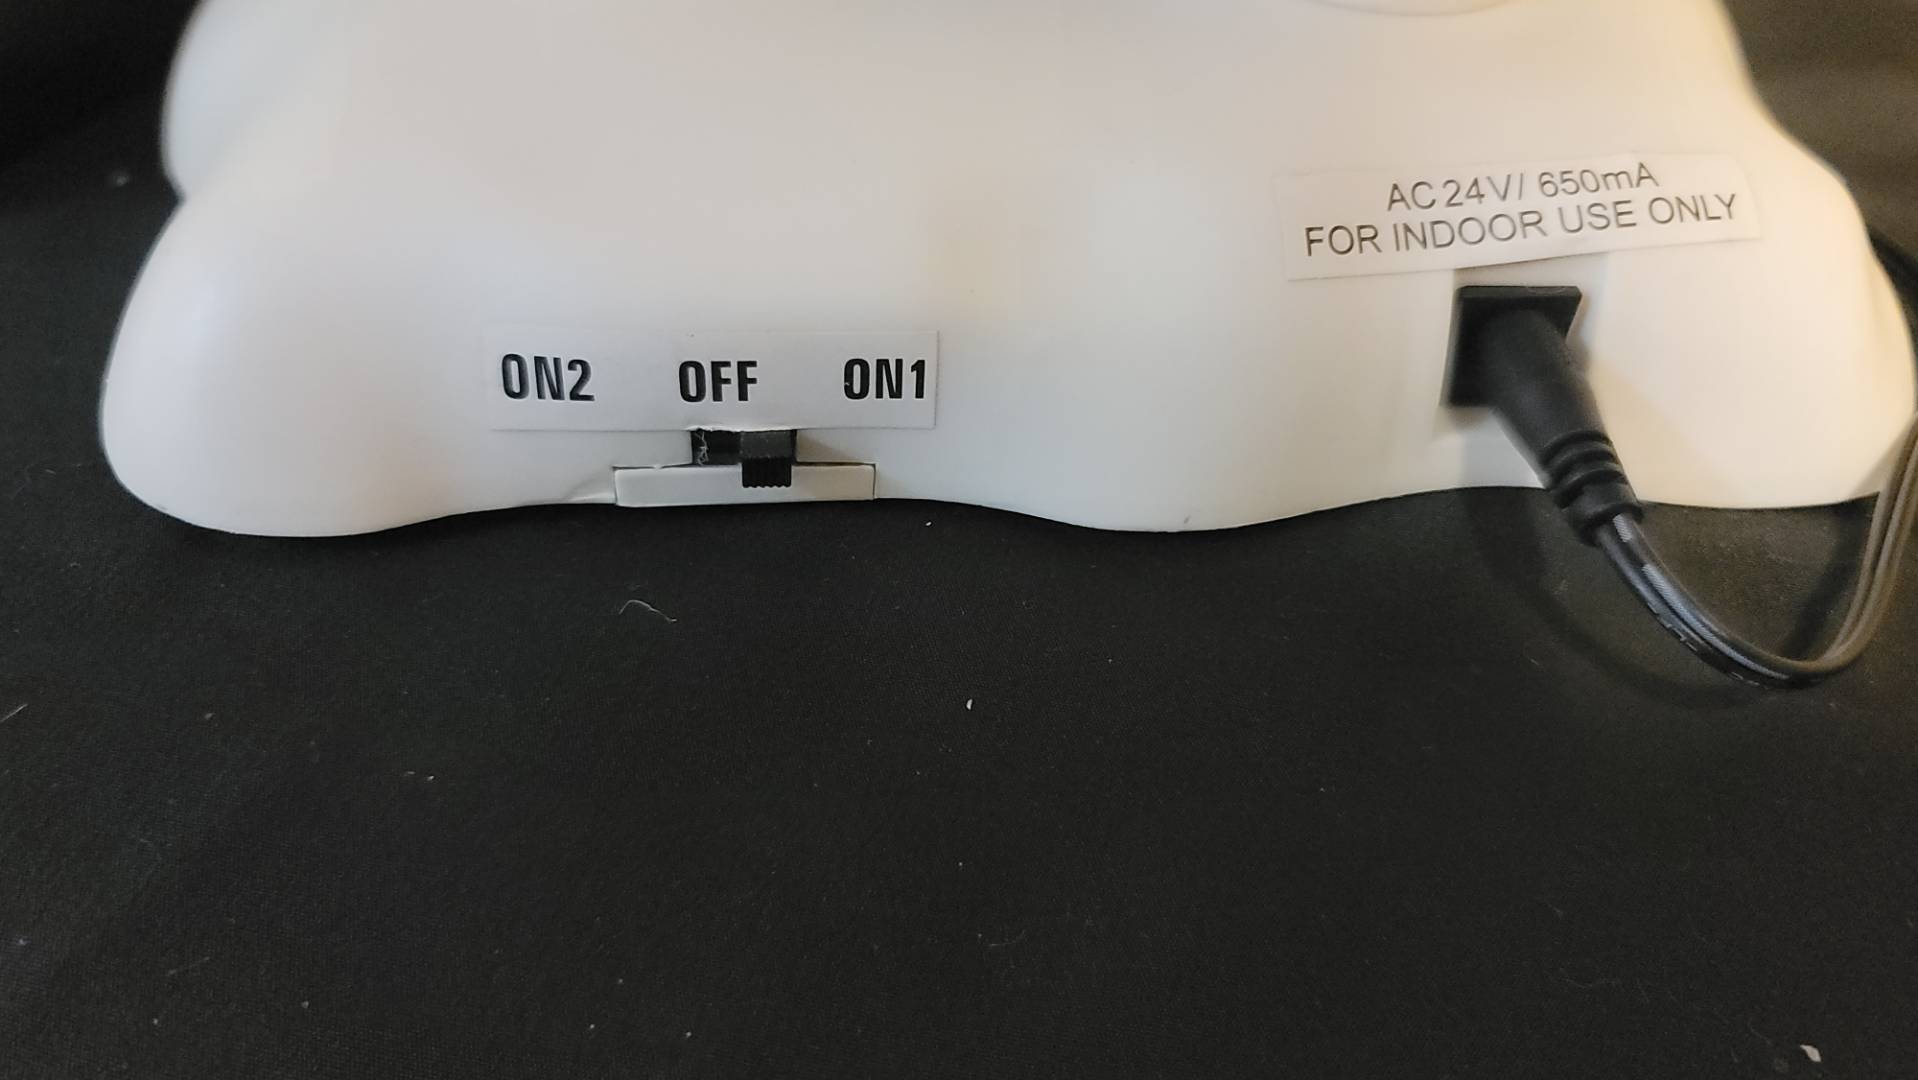 AC 24V/ 650mA
FOR INDOOR USE ONLY
ON2 OFF ON1